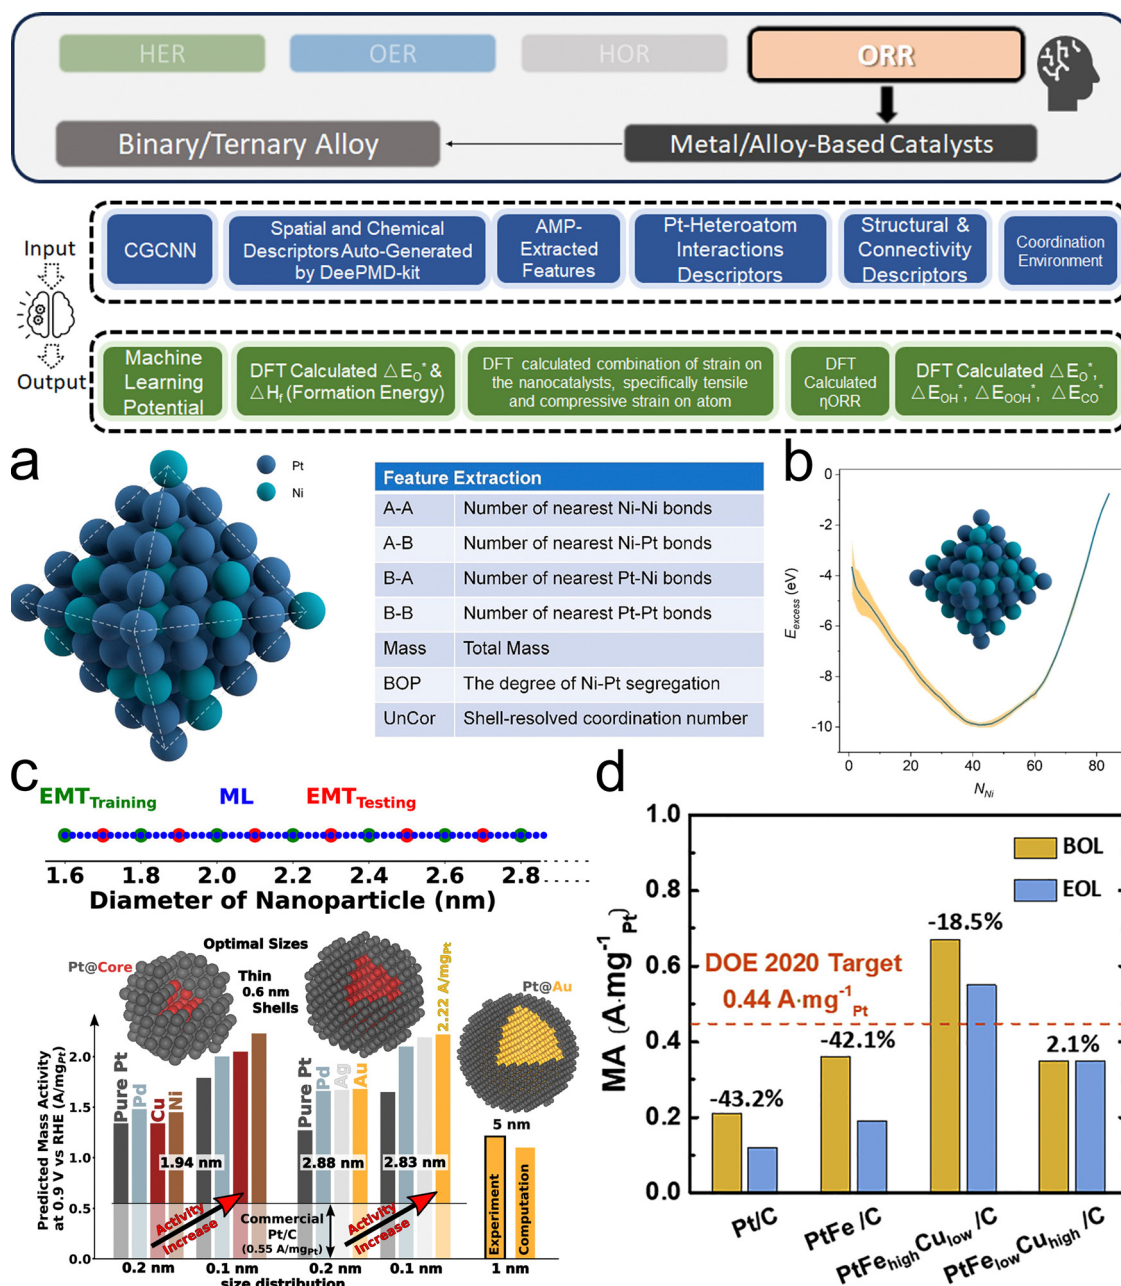 HER
OER
HOR
ORR
Binary/Ternary Alloy
Metal/Alloy-Based Catalysts
Input
Output
CGCNN
Spatial and Chemical
Descriptors Auto-Generated
by DeePMD-kit
AMP-
Extracted
Features
Pt-Heteroatom
Interactions
Descriptors
Structural &
Connectivity
Descriptors
Coordination
Environment
Machine
Learning
Potential
DFT Calculated △E_O* &
△H_f (Formation Energy)
DFT calculated combination of strain on
the nanocatalysts, specifically tensile
and compressive strain on atom
DFT
Calculated
ηORR
DFT Calculated △E_O*,
△E_OH*, △E_OOH*, △E_CO*
a
Pt
Ni
Feature Extraction
A-A Number of nearest Ni-Ni bonds
A-B Number of nearest Ni-Pt bonds
B-A Number of nearest Pt-Ni bonds
B-B Number of nearest Pt-Pt bonds
Mass Total Mass
BOP The degree of Ni-Pt segregation
UnCor Shell-resolved coordination number
b
E_excess (eV)
0
-2
-4
-6
-8
-10
0 20 40 60 80
N_Ni
c
EMT_Training ML EMT_Testing
1.6 1.8 2.0 2.2 2.4 2.6 2.8
Diameter of Nanoparticle (nm)
Predicted Mass Activity
at 0.9 V vs RHE (A/mg_Pt)
2.0
1.5
1.0
0.5
0.0
Pt@Core
Optimal Sizes
Thin
0.6 nm
Shells
2.22 A/mg_Pt
Pt@Au
5 nm
Pure Pt
Pd
Cu
Ni
Pure Pt
Pd
Ag
Au
1.94 nm
2.88 nm
2.83 nm
Activity
Increase
Commercial
Pt/C
(0.55 A/mg_Pt)
Activity
Increase
Experiment
Computation
0.2 nm 0.1 nm 0.2 nm 0.1 nm 1 nm
size distribution
d
MA (A·mg⁻¹_Pt)
1.0
0.8
0.6
0.4
0.2
0.0
BOL
EOL
DOE 2020 Target
0.44 A·mg⁻¹_Pt
-43.2%
-42.1%
-18.5%
2.1%
Pt/C
PtFe /C
PtFe_high Cu_low /C
PtFe_low Cu_high /C